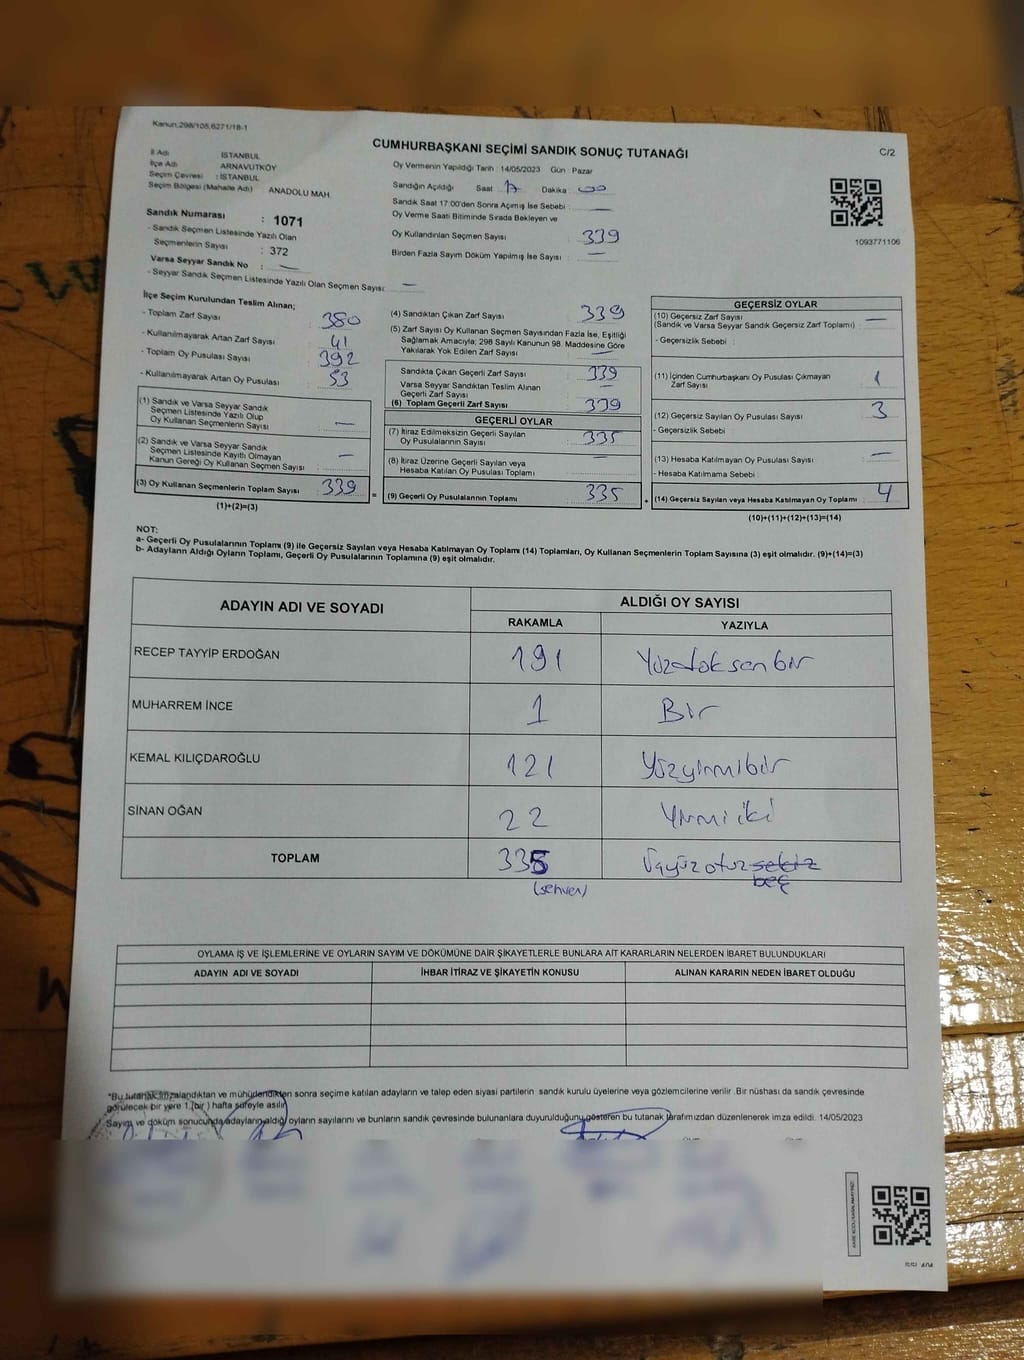 Kanun,298/105,6271/18-1
CUMHURBAŞKANI SEÇİMİ SANDIK SONUÇ TUTANAĞI
C/2
İl Adı İSTANBUL
İlçe Adı ARNAVUTKÖY
Seçim Çevresi : İSTANBUL
Seçim Bölgesi (Mahalle Adı) ANADOLU MAH.
Oy Vermenin Yapıldığı Tarih : 14/05/2023 Gün : Pazar
Sandığın Açıldığı Saat 17 Dakika : 00
Sandık Saat 17:00'den Sonra Açımış İse Sebebi : —
Oy Verme Saati Bitiminde Sırada Bekleyen ve
Oy Kullandırılan Seçmen Sayısı : 339
Birden Fazla Sayım Döküm Yapılmış İse Sayısı : —
1093771106
Sandık Numarası : 1071
- Sandık Seçmen Listesinde Yazılı Olan
Seçmenlerin Sayısı : 372
Varsa Seyyar Sandık No : —
- Seyyar Sandık Seçmen Listesinde Yazılı Olan Seçmen Sayısı: —
İlçe Seçim Kurulundan Teslim Alınan;
- Toplam Zarf Sayısı : 380
- Kullanılmayarak Artan Zarf Sayısı : 41
- Toplam Oy Pusulası Sayısı : 392
- Kullanılmayarak Artan Oy Pusulası : 53
(1) Sandık ve Varsa Seyyar Sandık
Seçmen Listesinde Yazılı Olup
Oy Kullanan Seçmenlerin Sayısı : —
(2) Sandık ve Varsa Seyyar Sandık
Seçmen Listesinde Kayıtlı Olmayan
Kanun Gereği Oy Kullanan Seçmen Sayısı : —
(3) Oy Kullanan Seçmenlerin Toplam Sayısı : 339 =
(1)+(2)=(3)
(4) Sandıktan Çıkan Zarf Sayısı : 339
(5) Zarf Sayısı Oy Kullanan Seçmen Sayısından Fazla İse, Eşitliği
Sağlamak Amacıyla; 298 Sayılı Kanunun 98. Maddesine Göre
Yakılarak Yok Edilen Zarf Sayısı : —
Sandıkta Çıkan Geçerli Zarf Sayısı : 339
Varsa Seyyar Sandıktan Teslim Alınan
Geçerli Zarf Sayısı : —
(6) Toplam Geçerli Zarf Sayısı : 339
GEÇERLİ OYLAR
(7) İtiraz Edilmeksizin Geçerli Sayılan
Oy Pusulalarının Sayısı : 335
(8) İtiraz Üzerine Geçerli Sayılan veya
Hesaba Katılan Oy Pusulası Toplamı : —
(9) Geçerli Oy Pusulalarının Toplamı : 335 +
GEÇERSİZ OYLAR
(10) Geçersiz Zarf Sayısı
(Sandık ve Varsa Seyyar Sandık Geçersiz Zarf Toplamı) : —
- Geçersizlik Sebebi :
(11) İçinden Cumhurbaşkanı Oy Pusulası Çıkmayan
Zarf Sayısı : 1
(12) Geçersiz Sayılan Oy Pusulası Sayısı : 3
- Geçersizlik Sebebi :
(13) Hesaba Katılmayan Oy Pusulası Sayısı : —
- Hesaba Katılmama Sebebi :
(14) Geçersiz Sayılan veya Hesaba Katılmayan Oy Toplamı : 4
(10)+(11)+(12)+(13)=(14)
NOT:
a- Geçerli Oy Pusulalarının Toplamı (9) ile Geçersiz Sayılan veya Hesaba Katılmayan Oy Toplam (14) Toplamları, Oy Kullanan Seçmenlerin Toplam Sayısına (3) eşit olmalıdır. (9)+(14)=(3)
b- Adayların Aldığı Oyların Toplamı, Geçerli Oy Pusulalarının Toplamına (9) eşit olmalıdır.
ADAYIN ADI VE SOYADI ALDIĞI OY SAYISI
RAKAMLA YAZIYLA
RECEP TAYYİP ERDOĞAN 191 Yüzdoksanbir
MUHARREM İNCE 1 Bir
KEMAL KILIÇDAROĞLU 121 Yüzyirmibir
SİNAN OĞAN 22 Yirmi iki
TOPLAM 335 Üçyüzotuz sekiz
(sehven) beş
OYLAMA İŞ VE İŞLEMLERİNE VE OYLARIN SAYIM VE DÖKÜMÜNE DAİR ŞİKAYETLERLE BUNLARA AİT KARARLARIN NELERDEN İBARET BULUNDUKLARI
ADAYIN ADI VE SOYADI İHBAR İTİRAZ VE ŞİKAYETİN KONUSU ALINAN KARARIN NEDEN İBARET OLDUĞU
*Bu tutanak imzalandıktan ve mühürlendikten sonra seçime katılan adayların ve talep eden siyasi partilerin sandık kurulu üyelerine veya gözlemcilerine verilir .Bir nüshası da sandık çevresinde
görülecek bir yere 1 (bir) hafta süreyle asılır.
Sayım ve döküm sonucunda adayların aldığı oyların sayılarını ve bunların sandık çevresinde bulunanlara duyurulduğunu gösteren bu tutanak tarafımızdan düzenlenerek imza edildi. 14/05/2023